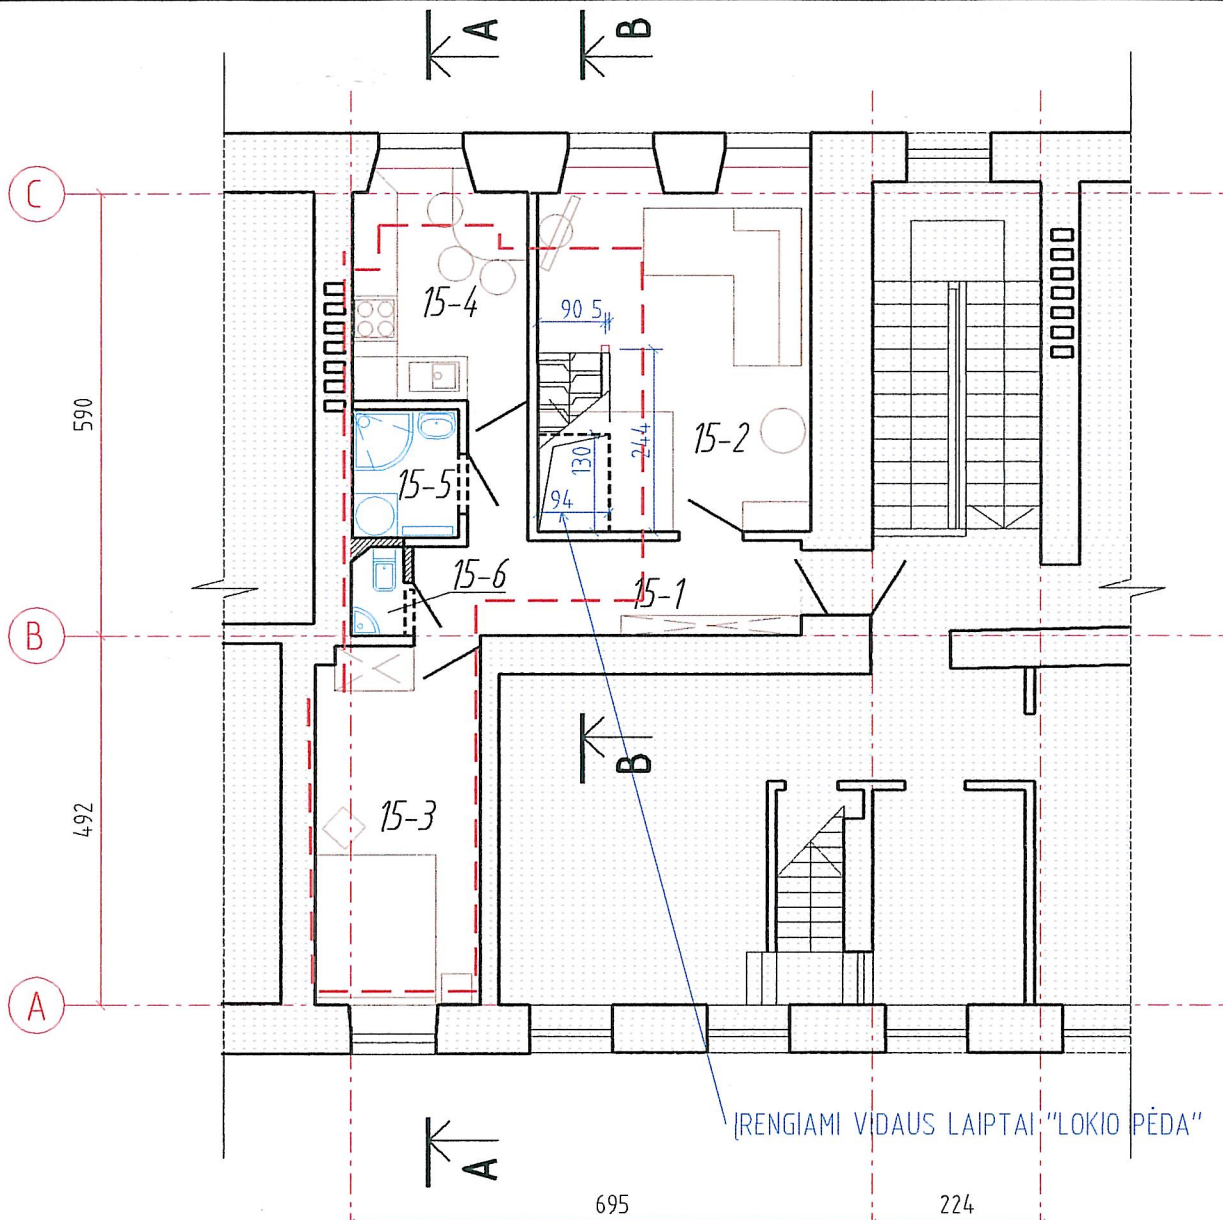 A B
C
15-4
90 5
590
15-2
244
130
15-5
94
15-6
15-1
B
B
492
15-3
A
ĮRENGIAMI VIDAUS LAIPTAI "LOKIO PĖDA"
A
695 224